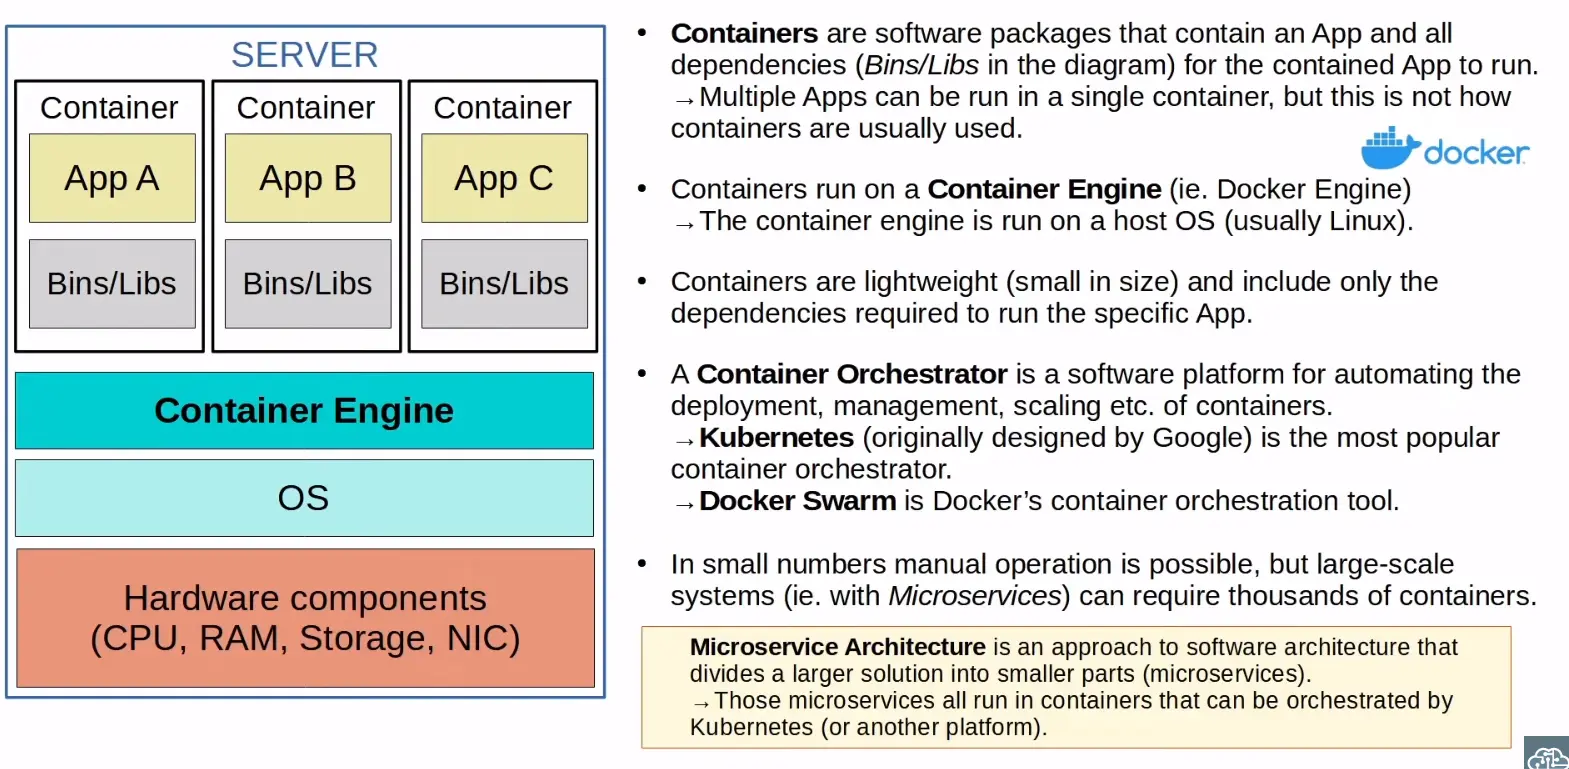 SERVER
Container
Container
Container
App A
App B
App C
Bins/Libs
Bins/Libs
Bins/Libs
Container Engine
OS
Hardware components
(CPU, RAM, Storage, NIC)
• Containers are software packages that contain an App and all
dependencies (Bins/Libs in the diagram) for the contained App to run.
→Multiple Apps can be run in a single container, but this is not how
containers are usually used.
docker
• Containers run on a Container Engine (ie. Docker Engine)
→The container engine is run on a host OS (usually Linux).
• Containers are lightweight (small in size) and include only the
dependencies required to run the specific App.
• A Container Orchestrator is a software platform for automating the
deployment, management, scaling etc. of containers.
→Kubernetes (originally designed by Google) is the most popular
container orchestrator.
→Docker Swarm is Docker’s container orchestration tool.
• In small numbers manual operation is possible, but large-scale
systems (ie. with Microservices) can require thousands of containers.
Microservice Architecture is an approach to software architecture that
divides a larger solution into smaller parts (microservices).
→Those microservices all run in containers that can be orchestrated by
Kubernetes (or another platform).